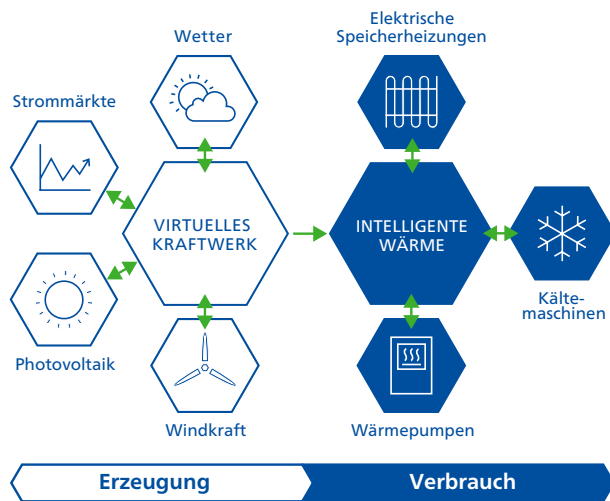 Wetter
Elektrische
Speicherheizungen
Strommärkte
VIRTUELLES
KRAFTWERK
INTELLIGENTE
WÄRME
Kälte-
maschinen
Photovoltaik
Windkraft
Wärmepumpen
Erzeugung
Verbrauch